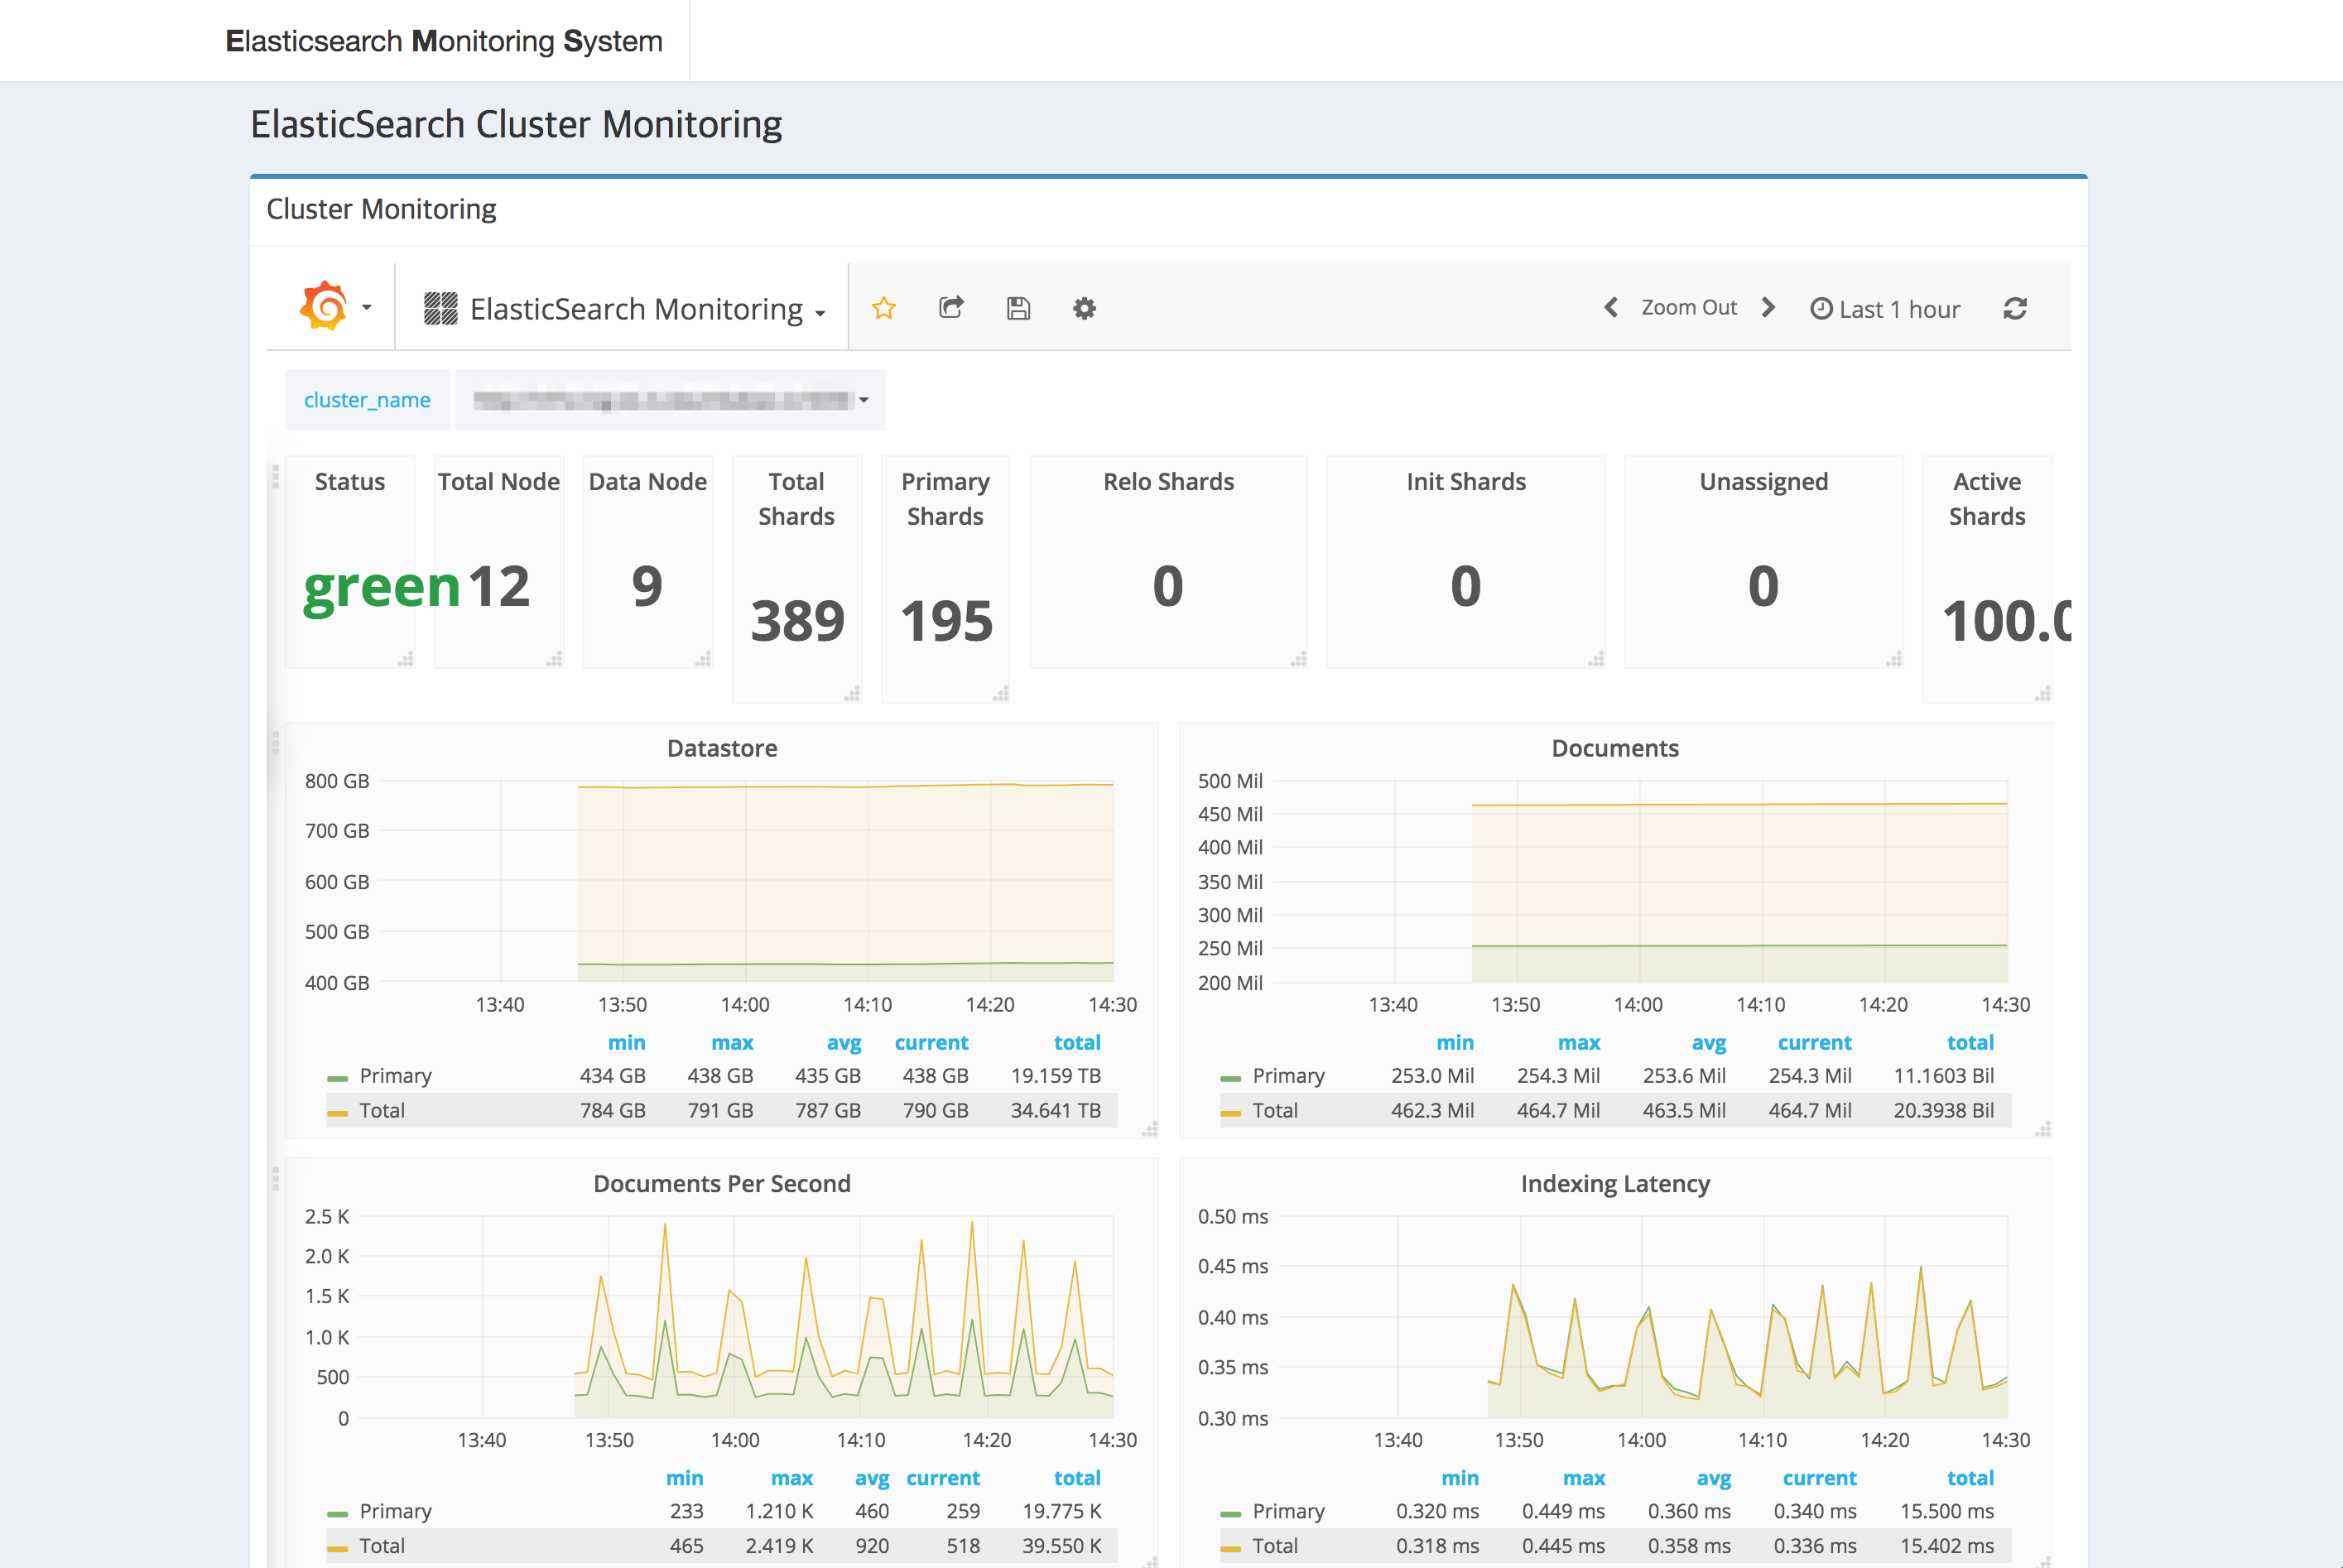 Elasticsearch Monitoring System
ElasticSearch Cluster Monitoring
Cluster Monitoring
ElasticSearch Monitoring
Zoom Out
Last 1 hour
cluster_name
Status
green
Total Node
12
Data Node
9
Total
Shards
389
Primary
Shards
195
Relo Shards
0
Init Shards
0
Unassigned
0
Active
Shards
100.0
Datastore
800 GB
700 GB
600 GB
500 GB
400 GB
13:40 13:50 14:00 14:10 14:20 14:30
min max avg current total
Primary 434 GB 438 GB 435 GB 438 GB 19.159 TB
Total 784 GB 791 GB 787 GB 790 GB 34.641 TB
Documents
500 Mil
450 Mil
400 Mil
350 Mil
300 Mil
250 Mil
200 Mil
13:40 13:50 14:00 14:10 14:20 14:30
min max avg current total
Primary 253.0 Mil 254.3 Mil 253.6 Mil 254.3 Mil 11.1603 Bil
Total 462.3 Mil 464.7 Mil 463.5 Mil 464.7 Mil 20.3938 Bil
Documents Per Second
2.5 K
2.0 K
1.5 K
1.0 K
500
0
13:40 13:50 14:00 14:10 14:20 14:30
min max avg current total
Primary 233 1.210 K 460 259 19.775 K
Total 465 2.419 K 920 518 39.550 K
Indexing Latency
0.50 ms
0.45 ms
0.40 ms
0.35 ms
0.30 ms
13:40 13:50 14:00 14:10 14:20 14:30
min max avg current total
Primary 0.320 ms 0.449 ms 0.360 ms 0.340 ms 15.500 ms
Total 0.318 ms 0.445 ms 0.358 ms 0.336 ms 15.402 ms